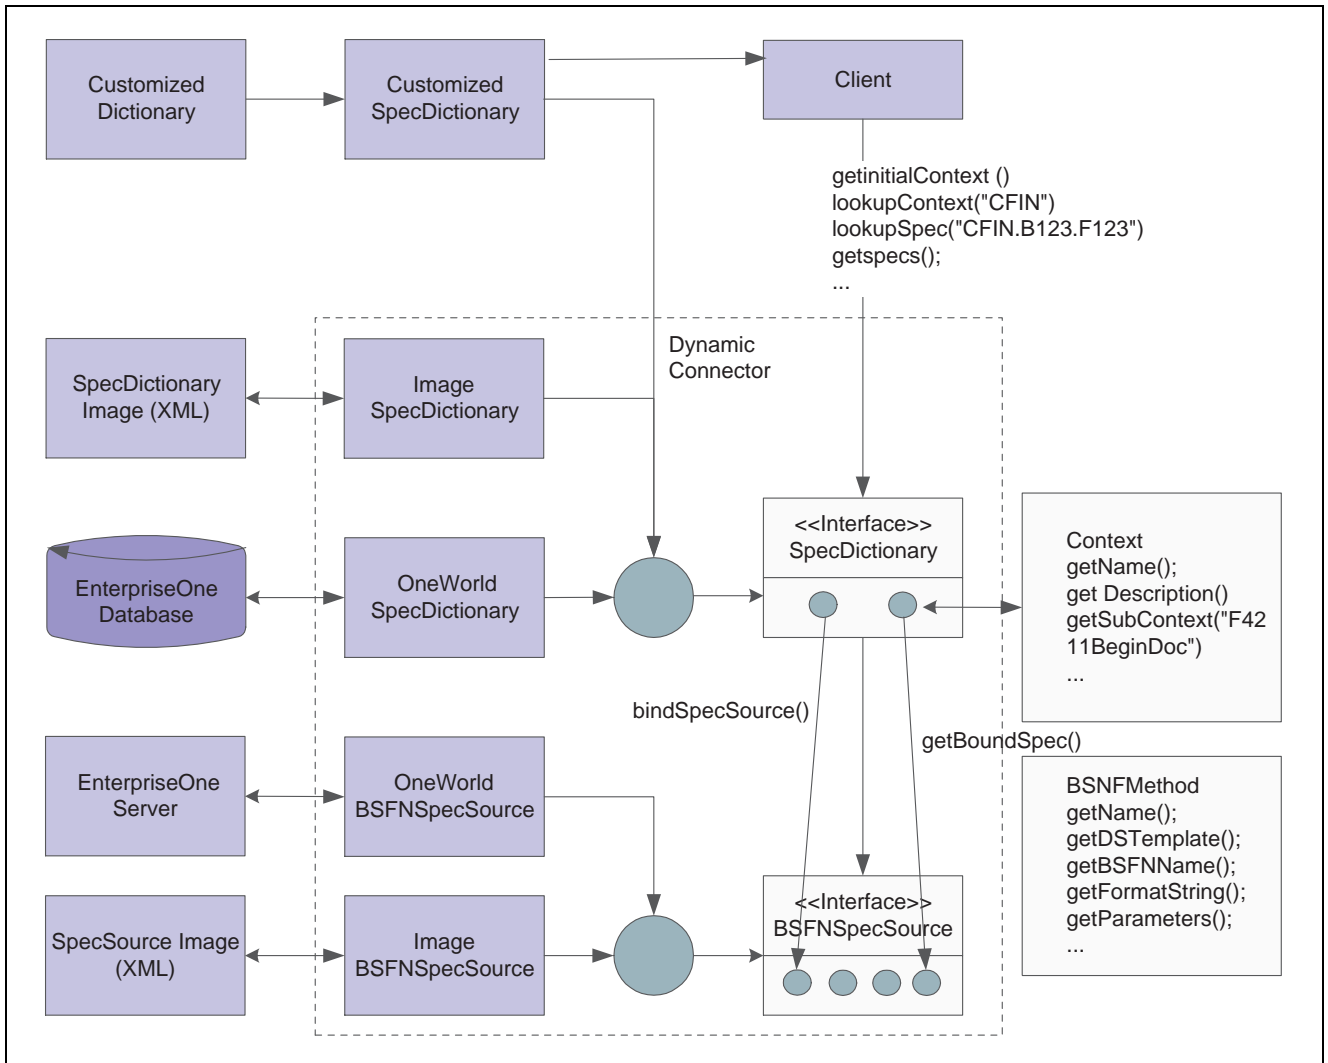 Customized
Dictionary
Customized
SpecDictionary
Client
getinitialContext ()
lookupContext("CFIN")
lookupSpec("CFIN.B123.F123")
getspecs();
...
Dynamic
Connector
SpecDictionary
Image (XML)
Image
SpecDictionary
EnterpriseOne
Database
OneWorld
SpecDictionary
<<Interface>>
SpecDictionary
Context
getName();
get Description()
getSubContext("F42
11BeginDoc")
...
bindSpecSource()
getBoundSpec()
EnterpriseOne
Server
OneWorld
BSFNSpecSource
BSNFMethod
getName();
getDSTemplate();
getBSFNName();
getFormatString();
getParameters();
...
SpecSource Image
(XML)
Image
BSFNSpecSource
<<Interface>>
BSFNSpecSource